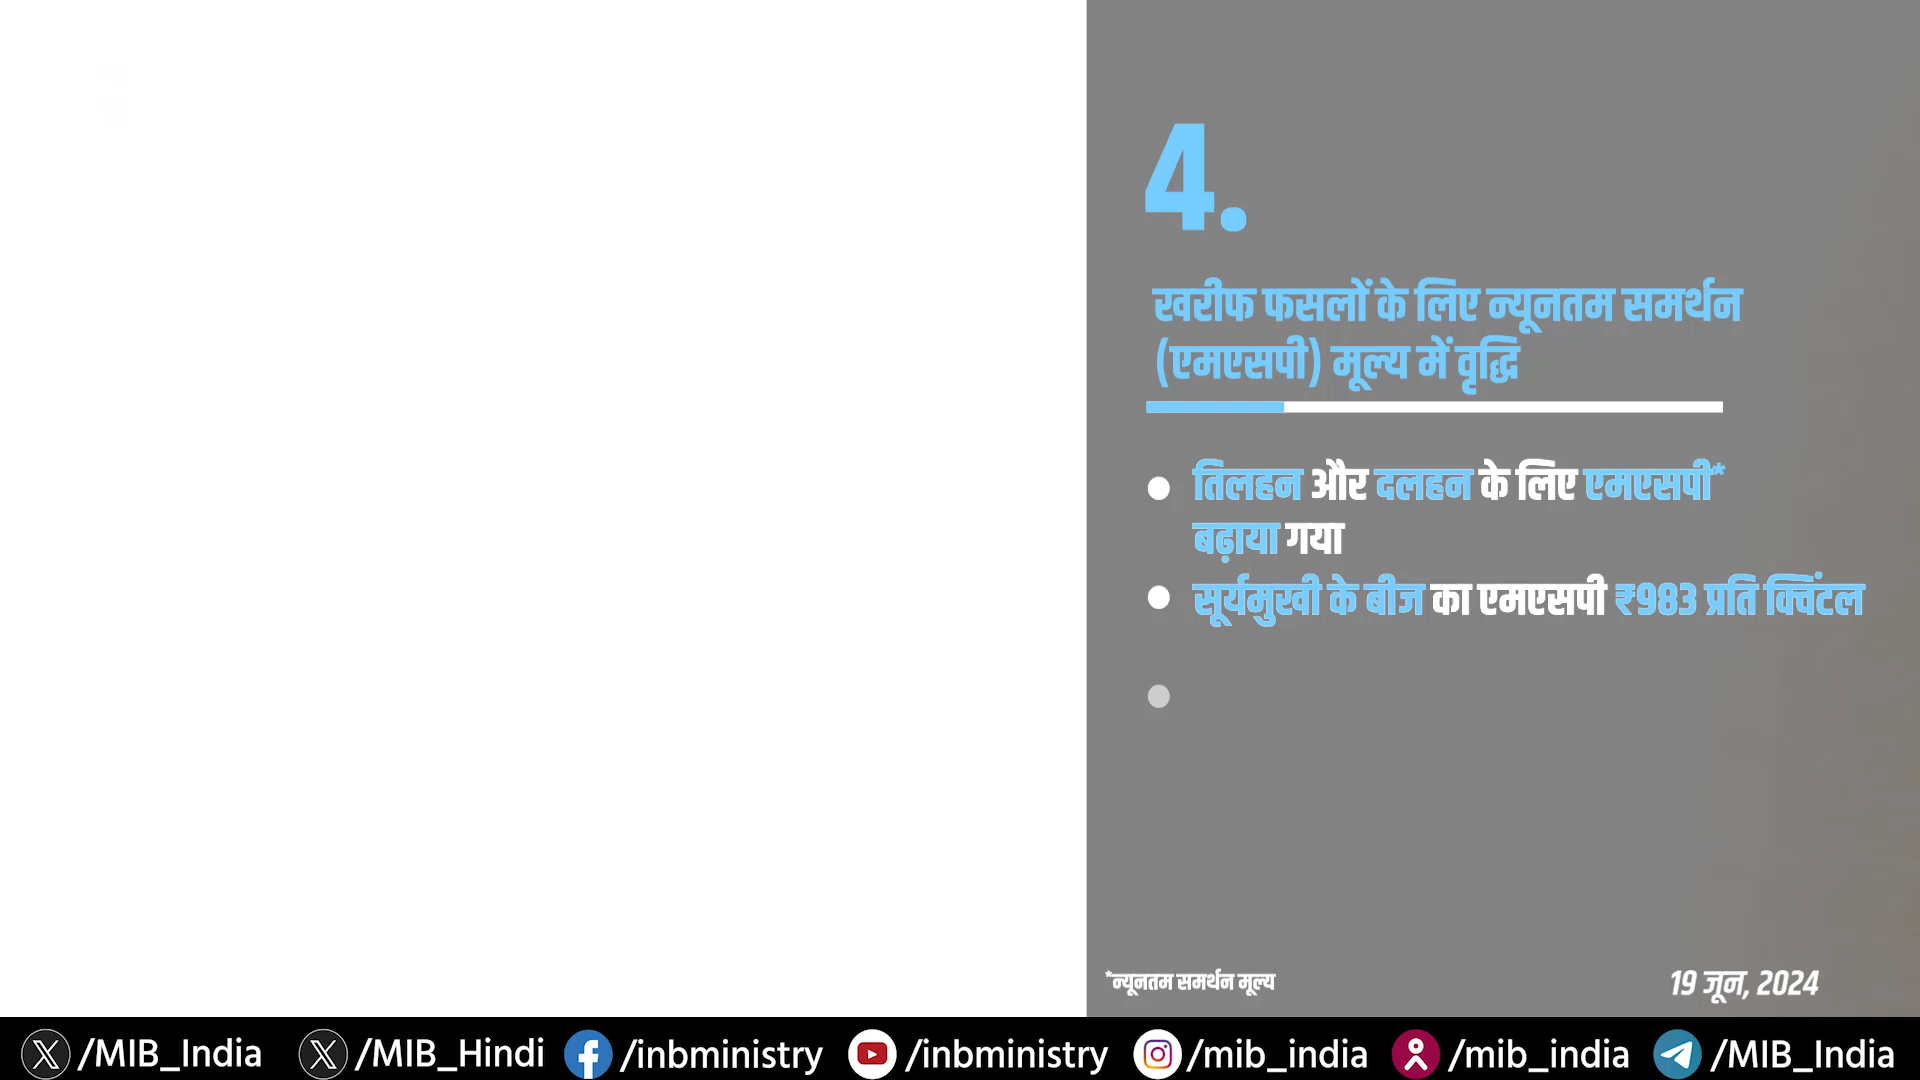 4.
खरीफ फसलों के लिए न्यूनतम समर्थन
(एमएसपी) मूल्य में वृद्धि
तिलहन और दलहन के लिए एमएसपी*
बढ़ाया गया
सूर्यमुखी के बीज का एमएसपी ₹983 प्रति क्विंटल
*न्यूनतम समर्थन मूल्य
19 जून, 2024
/MIB_India /MIB_Hindi /inbministry /inbministry /mib_india /mib_india /MIB_India